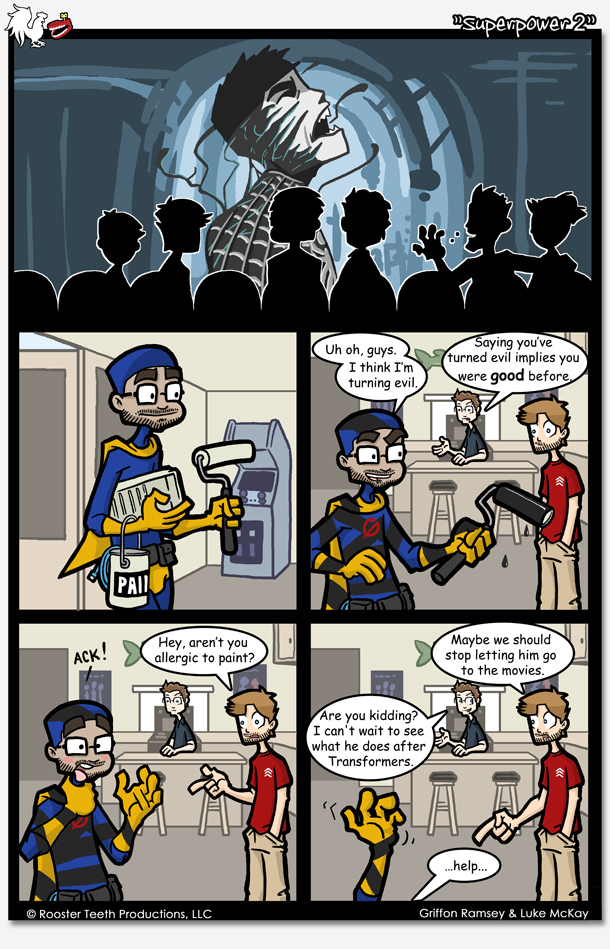 "Superpower 2"
Uh oh, guys.
I think I'm
turning evil.
Saying you've
turned evil implies you
were good before.
PAI
ACK!
Hey, aren't you
allergic to paint?
Maybe we should
stop letting him go
to the movies.
Are you kidding?
I can't wait to see
what he does after
Transformers.
...help...
© Rooster Teeth Productions, LLC
Griffon Ramsey & Luke McKay